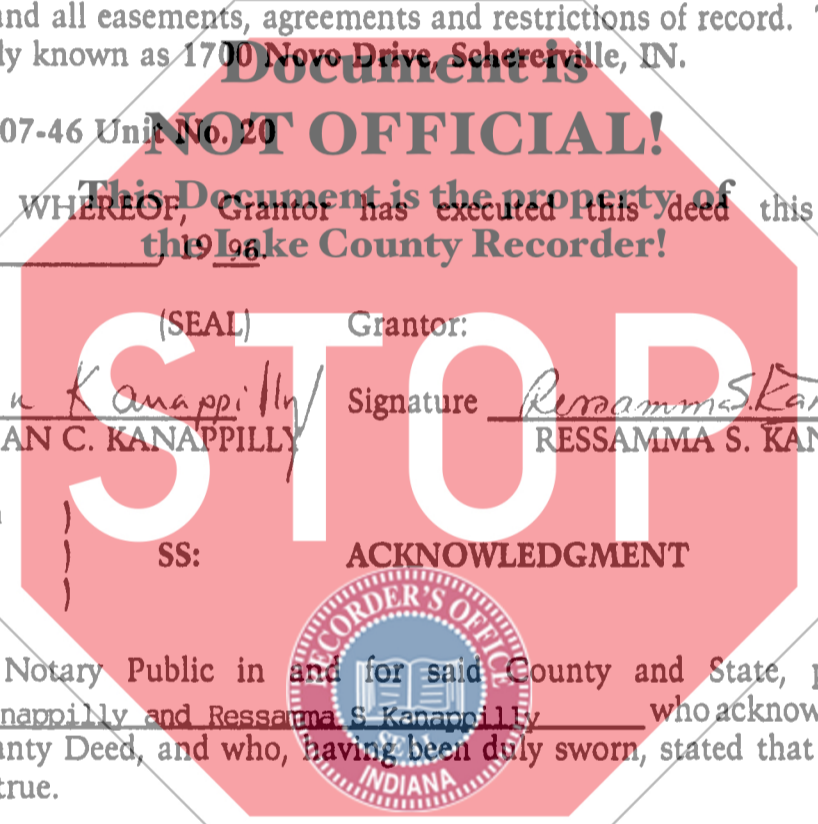 and all easements, agreements and restrictions of record.
ly known as 1700 Novo Drive, Schererville, IN.
Document is
07-46 Unit No. 20
NOT OFFICIAL!
This Document is the property of
WHEREOF, Grantor has executed this deed this
the Lake County Recorder!
, 19 96.
(SEAL) Grantor:
STOP
Kanappilly Signature Ressamma S. Kan
AN C. KANAPPILLY RESSAMMA S. KAN
)
) SS: ACKNOWLEDGMENT
)
RECORDER'S OFFICE
Notary Public in and for said County and State, p
nappilly and Ressamma S Kanappilly who acknow
anty Deed, and who, having been duly sworn, stated that
SEAL
INDIANA
true.